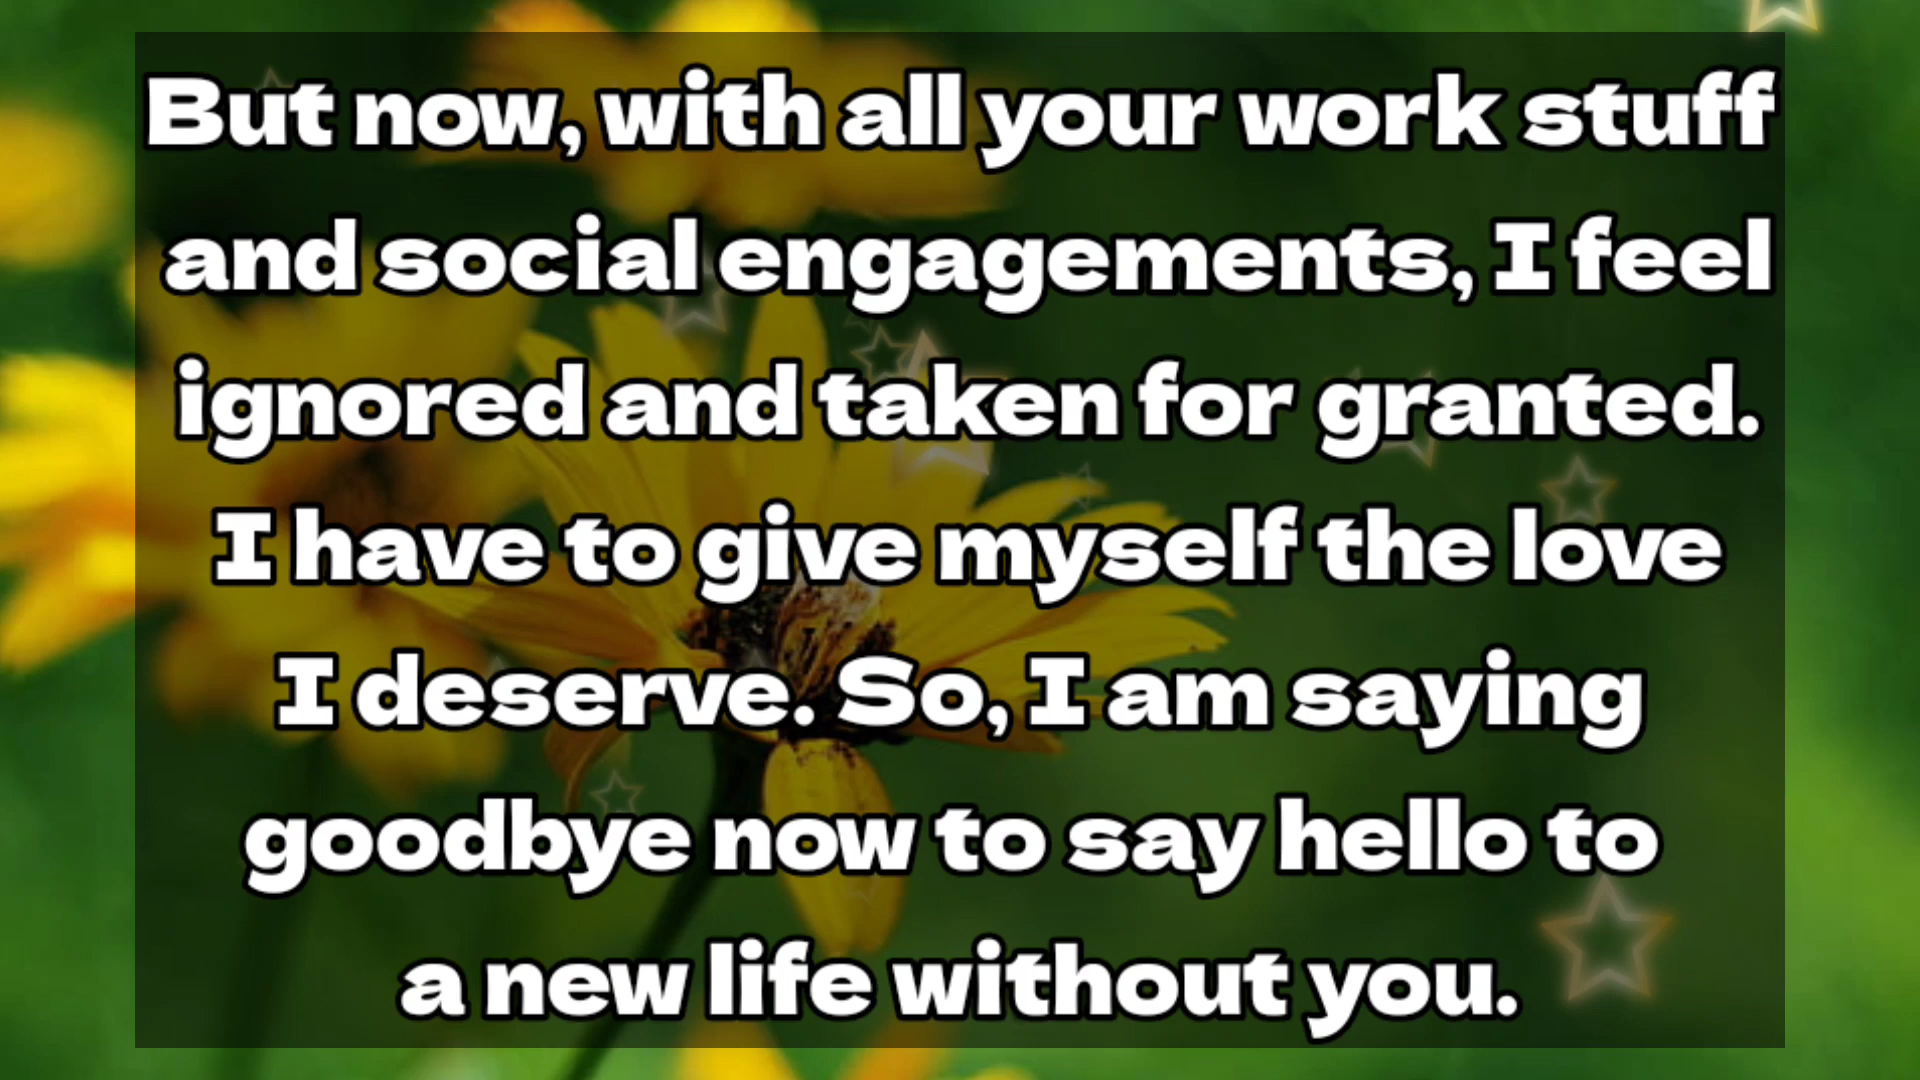 But now, with all your work stuff
and social engagements, I feel
ignored and taken for granted.
I have to give myself the love
I deserve. So, I am saying
goodbye now to say hello to
a new life without you.